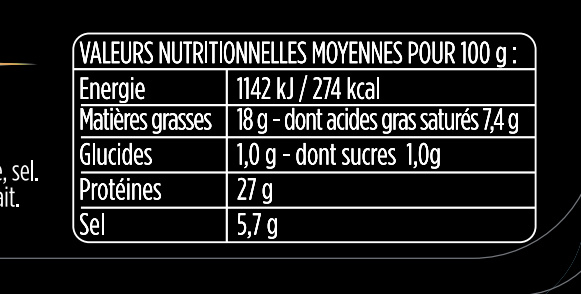 VALEURS NUTRITIONNELLES MOYENNES POUR 100 g :
Energie 1142 kJ / 274 kcal
Matières grasses 18 g - dont acides gras saturés 7,4 g
Glucides 1,0 g - dont sucres 1,0g
Protéines 27 g
Sel 5,7 g
sel.